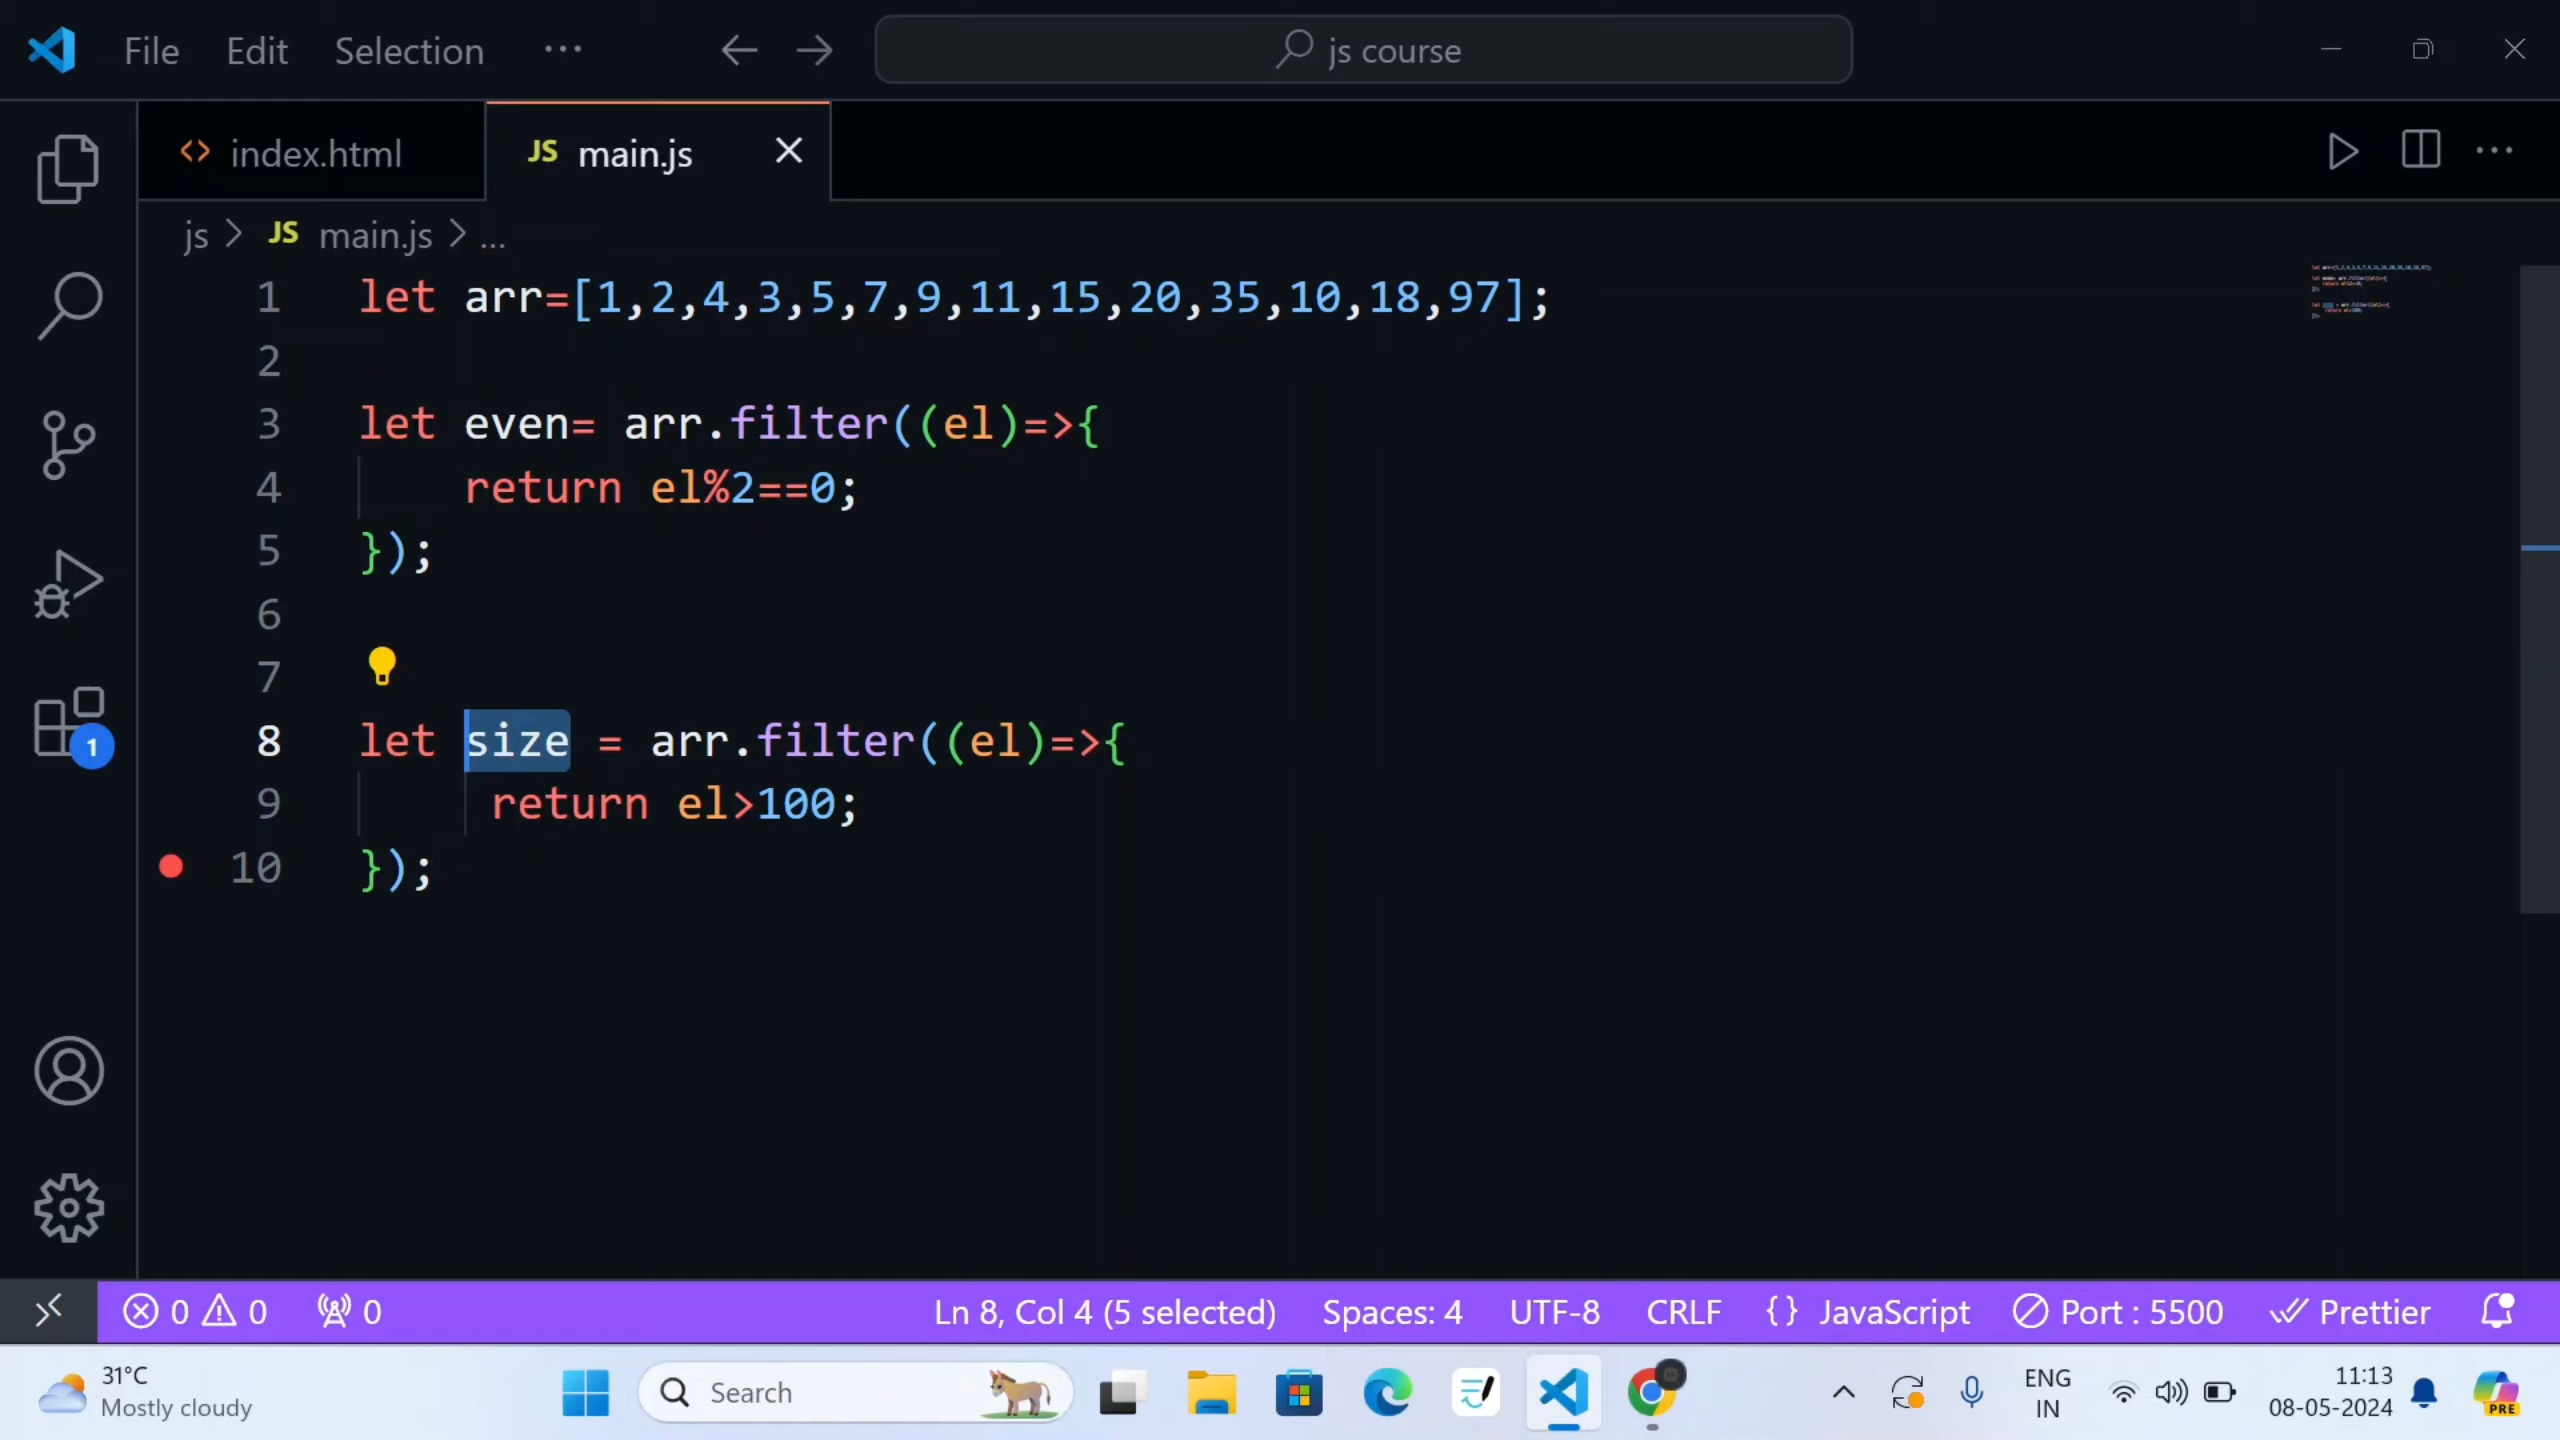 File Edit Selection ... js course
index.html JS main.js
js > JS main.js > ...
1 let arr=[1,2,4,3,5,7,9,11,15,20,35,10,18,97];
2
3 let even= arr.filter((el)=>{
4 return el%2==0;
5 });
6
7
8 let size = arr.filter((el)=>{
9 return el>100;
10 });
1
0 0 0 Ln 8, Col 4 (5 selected) Spaces: 4 UTF-8 CRLF {} JavaScript Port : 5500 Prettier
31°C
Mostly cloudy
Search
ENG
IN
11:13
08-05-2024
PRE